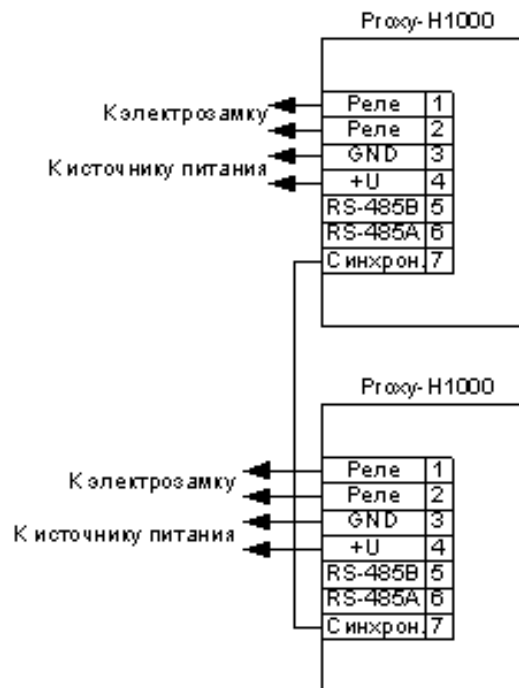 Proxy-H1000
К электрозамку
Реле 1
Реле 2
К источнику питания
GND 3
+U 4
RS-485B 5
RS-485A 6
Синхрон. 7
Proxy-H1000
К электрозамку
Реле 1
Реле 2
К источнику питания
GND 3
+U 4
RS-485B 5
RS-485A 6
Синхрон. 7